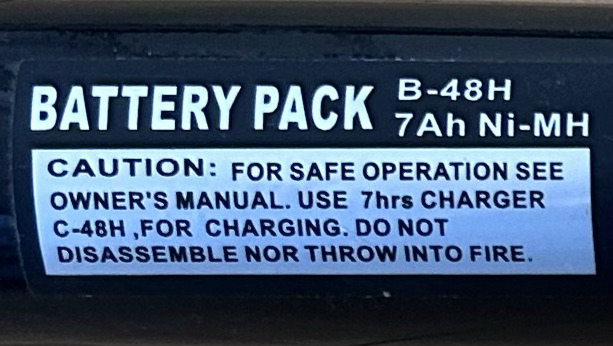 BATTERY PACK B-48H
7Ah Ni-MH
CAUTION: FOR SAFE OPERATION SEE
OWNER'S MANUAL. USE 7hrs CHARGER
C-48H ,FOR CHARGING. DO NOT
DISASSEMBLE NOR THROW INTO FIRE.